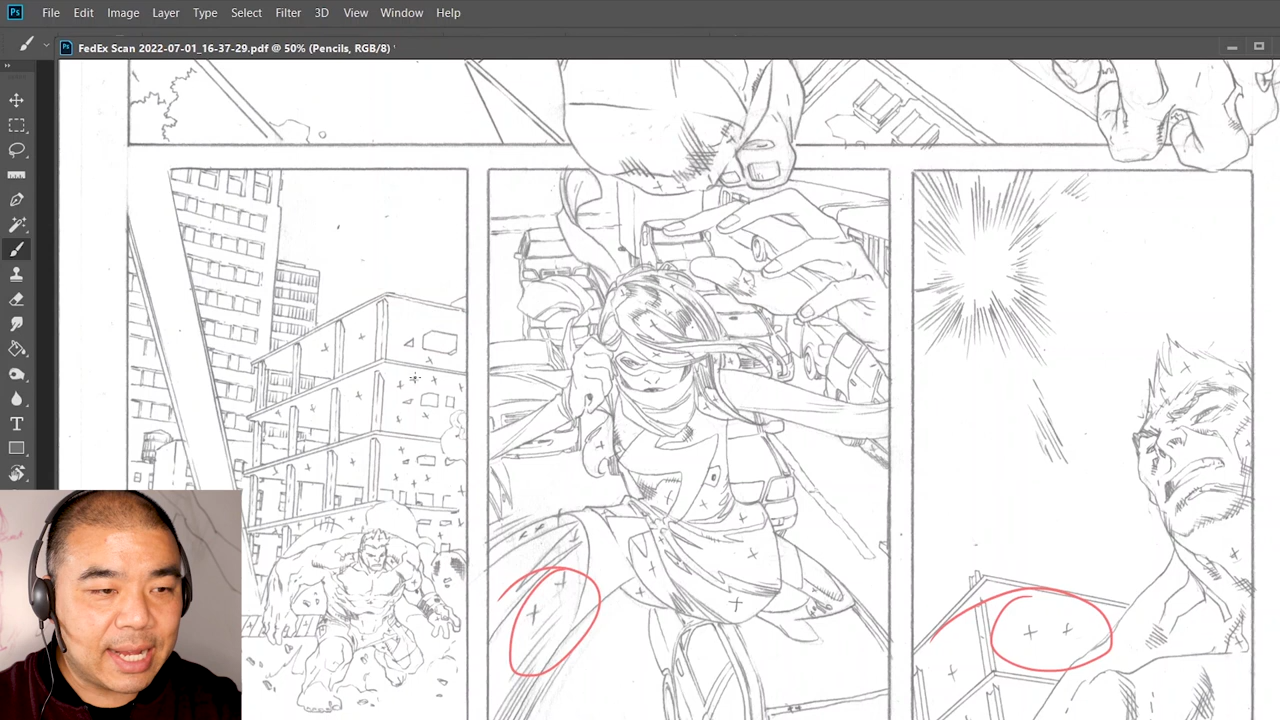 Ps File Edit Image Layer Type Select Filter 3D View Window Help
Ps FedEx Scan 2022-07-01_16-37-29.pdf @ 50% (Pencils, RGB/8) *
T